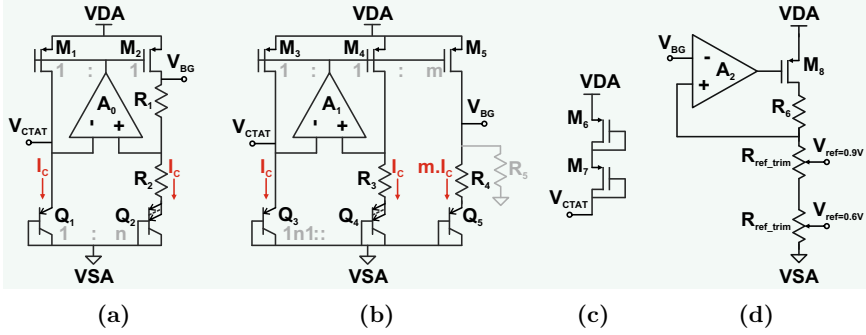 VDA
M1 M2
1 : 1
VBG
R1
A0
- +
VCTAT
IC IC
R2
Q1 Q2
1 : n
VSA
(a)
VDA
M3 M4 M5
1 : 1 : m
A1
- +
VBG
VCTAT
IC IC m.IC
R3 R4 R5
Q3 Q4 Q5
1n1::
VSA
(b)
VDA
M6
M7
VCTAT
(c)
VDA
VBG
-
+
A2
M8
R6
Rref_trim
Vref=0.9V
Rref_trim
Vref=0.6V
VSA
(d)